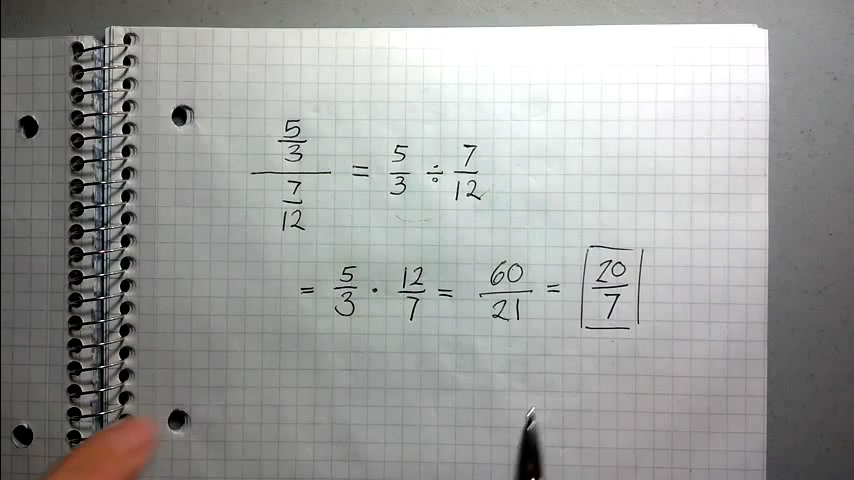 5/3 / 7/12 = 5/3 ÷ 7/12
= 5/3 · 12/7 = 60/21 = 20/7